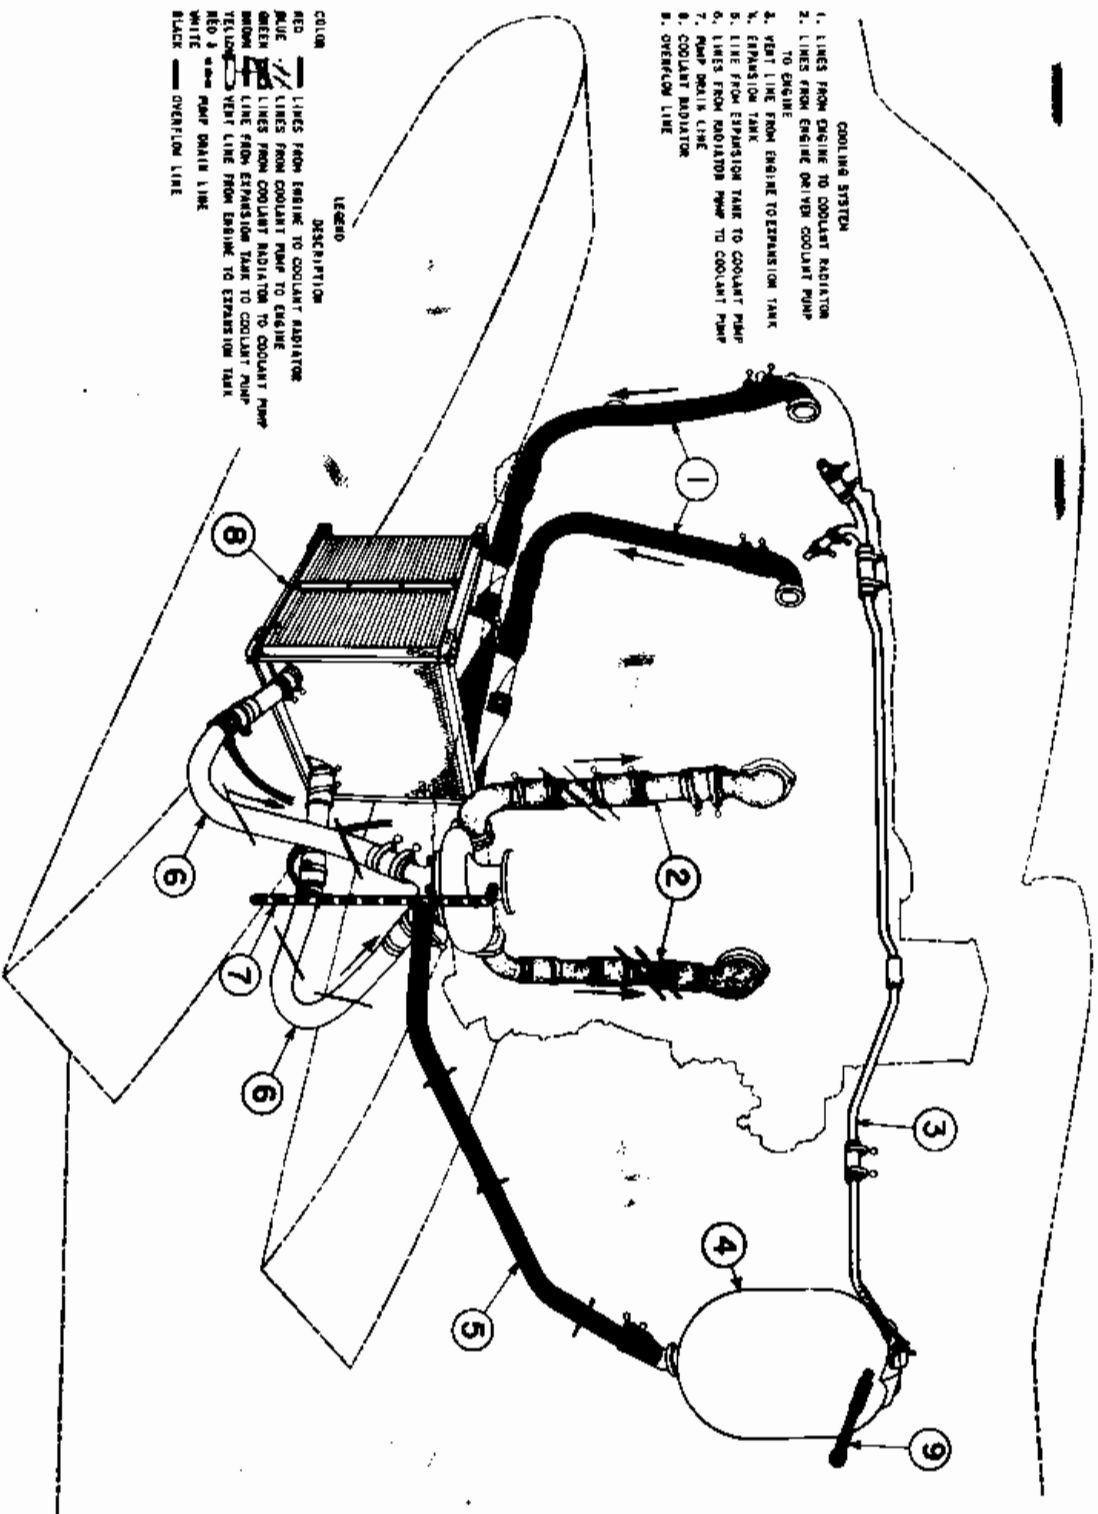 COOLING SYSTEM
1. LINES FROM ENGINE TO COOLANT RADIATOR
2. LINES FROM ENGINE DRIVEN COOLANT PUMP
TO ENGINE
3. VENT LINE FROM ENGINE TO EXPANSION TANK
4. EXPANSION TANK
5. LINE FROM EXPANSION TANK TO COOLANT PUMP
6. LINES FROM RADIATOR PUMP TO COOLANT PUMP
7. PUMP DRAIN LINE
8. COOLANT RADIATOR
9. OVERFLOW LINE
LEGEND
COLOR DESCRIPTION
RED LINES FROM ENGINE TO COOLANT RADIATOR
BLUE LINES FROM COOLANT PUMP TO ENGINE
GREEN LINES FROM COOLANT RADIATOR TO COOLANT PUMP
BROWN LINE FROM EXPANSION TANK TO COOLANT PUMP
YELLOW VENT LINE FROM ENGINE TO EXPANSION TANK
RED &
WHITE PUMP DRAIN LINE
BLACK OVERFLOW LINE
1
2
3
4
5
6
6
7
8
9